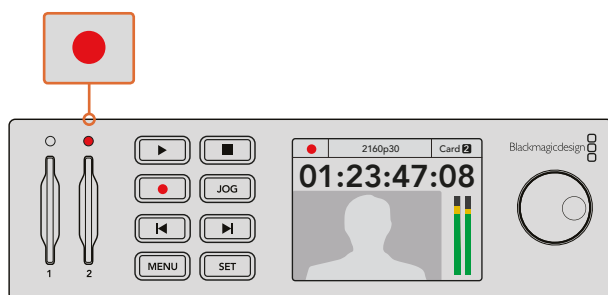 2160p30 Card 2
01:23:47:08
Blackmagicdesign
JOG
MENU SET
1 2